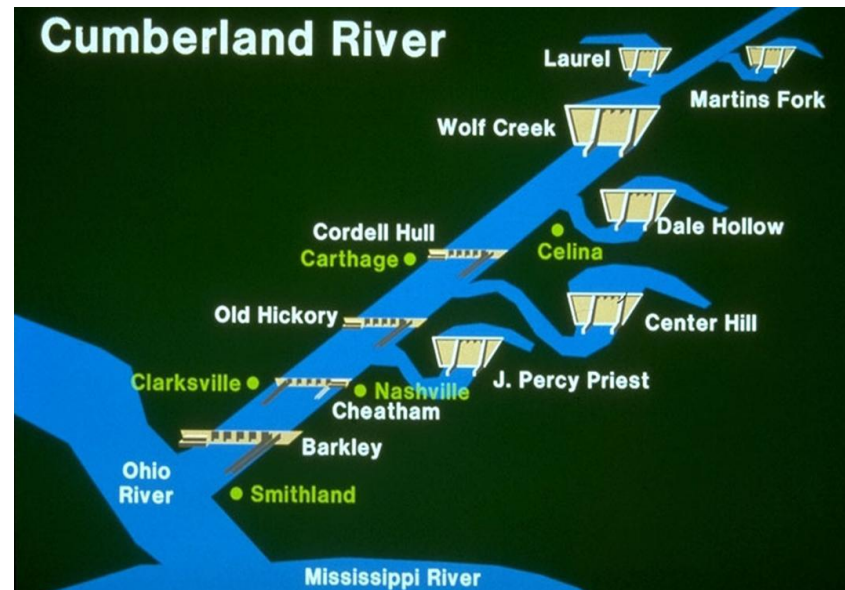 Cumberland River
Laurel
Martins Fork
Wolf Creek
Dale Hollow
Cordell Hull
Celina
Carthage
Old Hickory
Center Hill
J. Percy Priest
Clarksville
Nashville
Cheatham
Barkley
Ohio
River
Smithland
Mississippi River